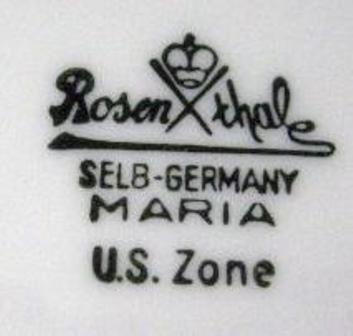 Rosenthal
SELB-GERMANY
MARIA
U.S. Zone